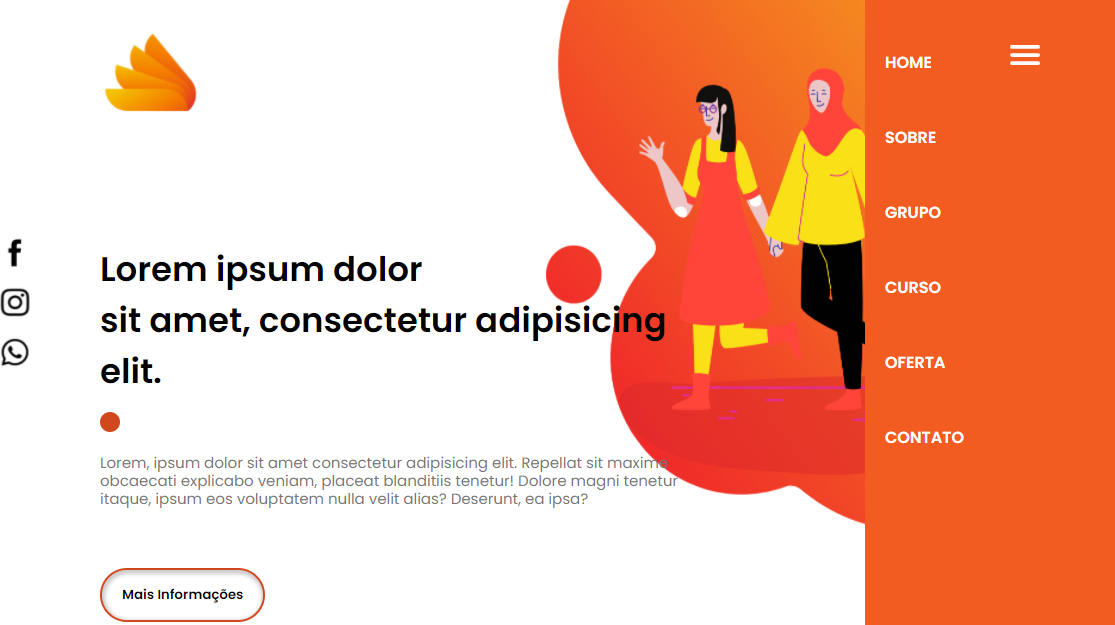 HOME
SOBRE
GRUPO
CURSO
OFERTA
CONTATO
Lorem ipsum dolor
sit amet, consectetur adipisicing
elit.
Lorem, ipsum dolor sit amet consectetur adipisicing elit. Repellat sit maxime
obcaecati explicabo veniam, placeat blanditiis tenetur! Dolore magni tenetur
itaque, ipsum eos voluptatem nulla velit alias? Deserunt, ea ipsa?
Mais Informações